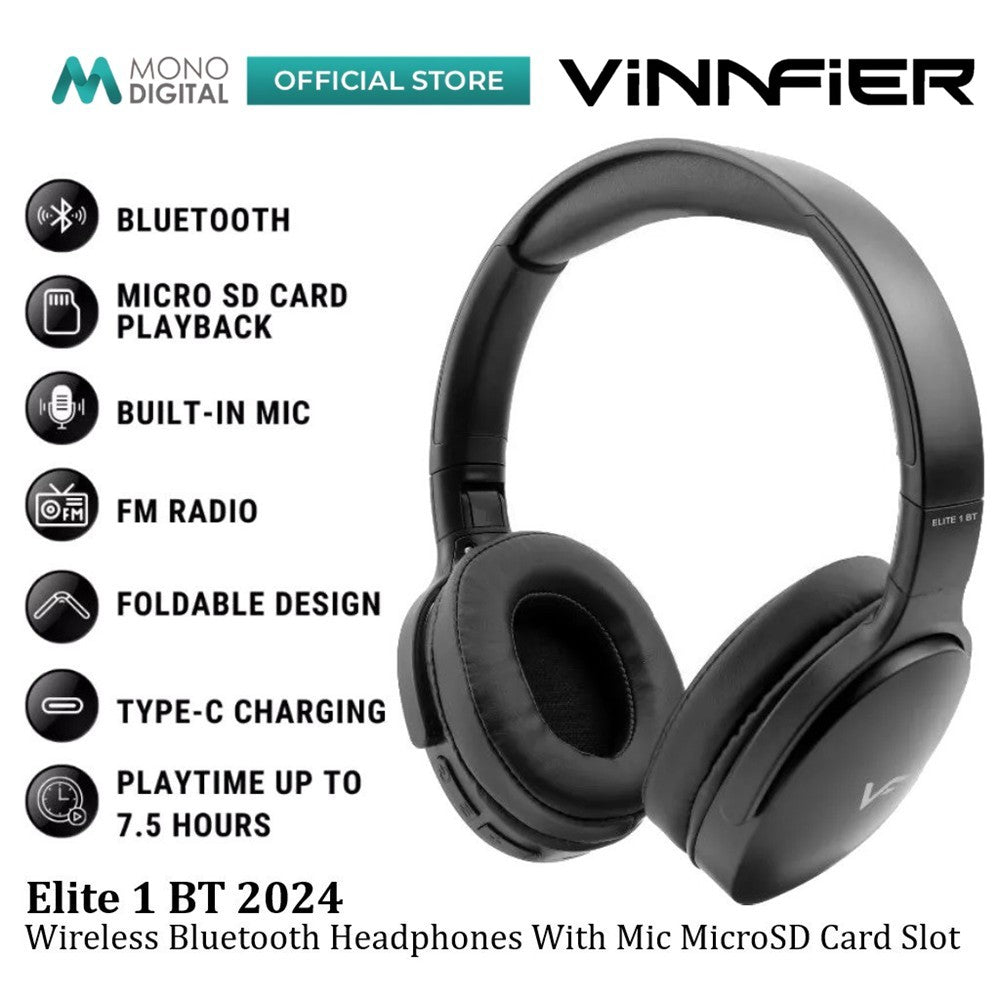 MONO
DIGITAL
OFFICIAL STORE
ViNNFiER
BLUETOOTH
MICRO SD CARD
PLAYBACK
BUILT-IN MIC
FM
FM RADIO
ELITE 1 BT
FOLDABLE DESIGN
TYPE-C CHARGING
PLAYTIME UP TO
7.5 HOURS
Elite 1 BT 2024
Wireless Bluetooth Headphones With Mic MicroSD Card Slot